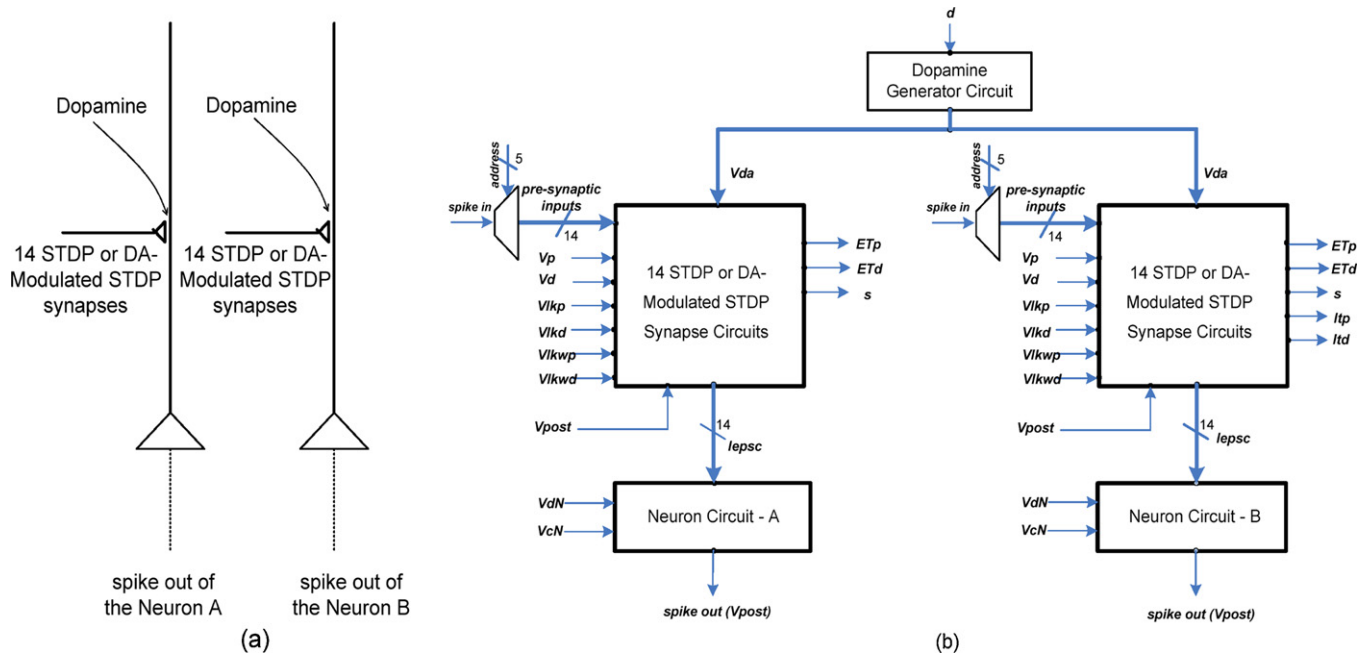 Dopamine
Dopamine
14 STDP or DA-
Modulated STDP
synapses
14 STDP or DA-
Modulated STDP
synapses
spike out of
the Neuron A
spike out of
the Neuron B
(a)
d
Dopamine
Generator Circuit
Vda
Vda
address
5
spike in
pre-synaptic
inputs
14
Vp
Vd
Vlkp
Vlkd
Vlkwp
Vlkwd
14 STDP or DA-
Modulated STDP
Synapse Circuits
ETp
ETd
s
Vpost
14
Iepsc
VdN
VcN
Neuron Circuit - A
spike out (Vpost)
address
5
spike in
pre-synaptic
inputs
14
Vp
Vd
Vlkp
Vlkd
Vlkwp
Vlkwd
14 STDP or DA-
Modulated STDP
Synapse Circuits
ETp
ETd
s
Itp
Itd
Vpost
14
Iepsc
VdN
VcN
Neuron Circuit - B
spike out (Vpost)
(b)